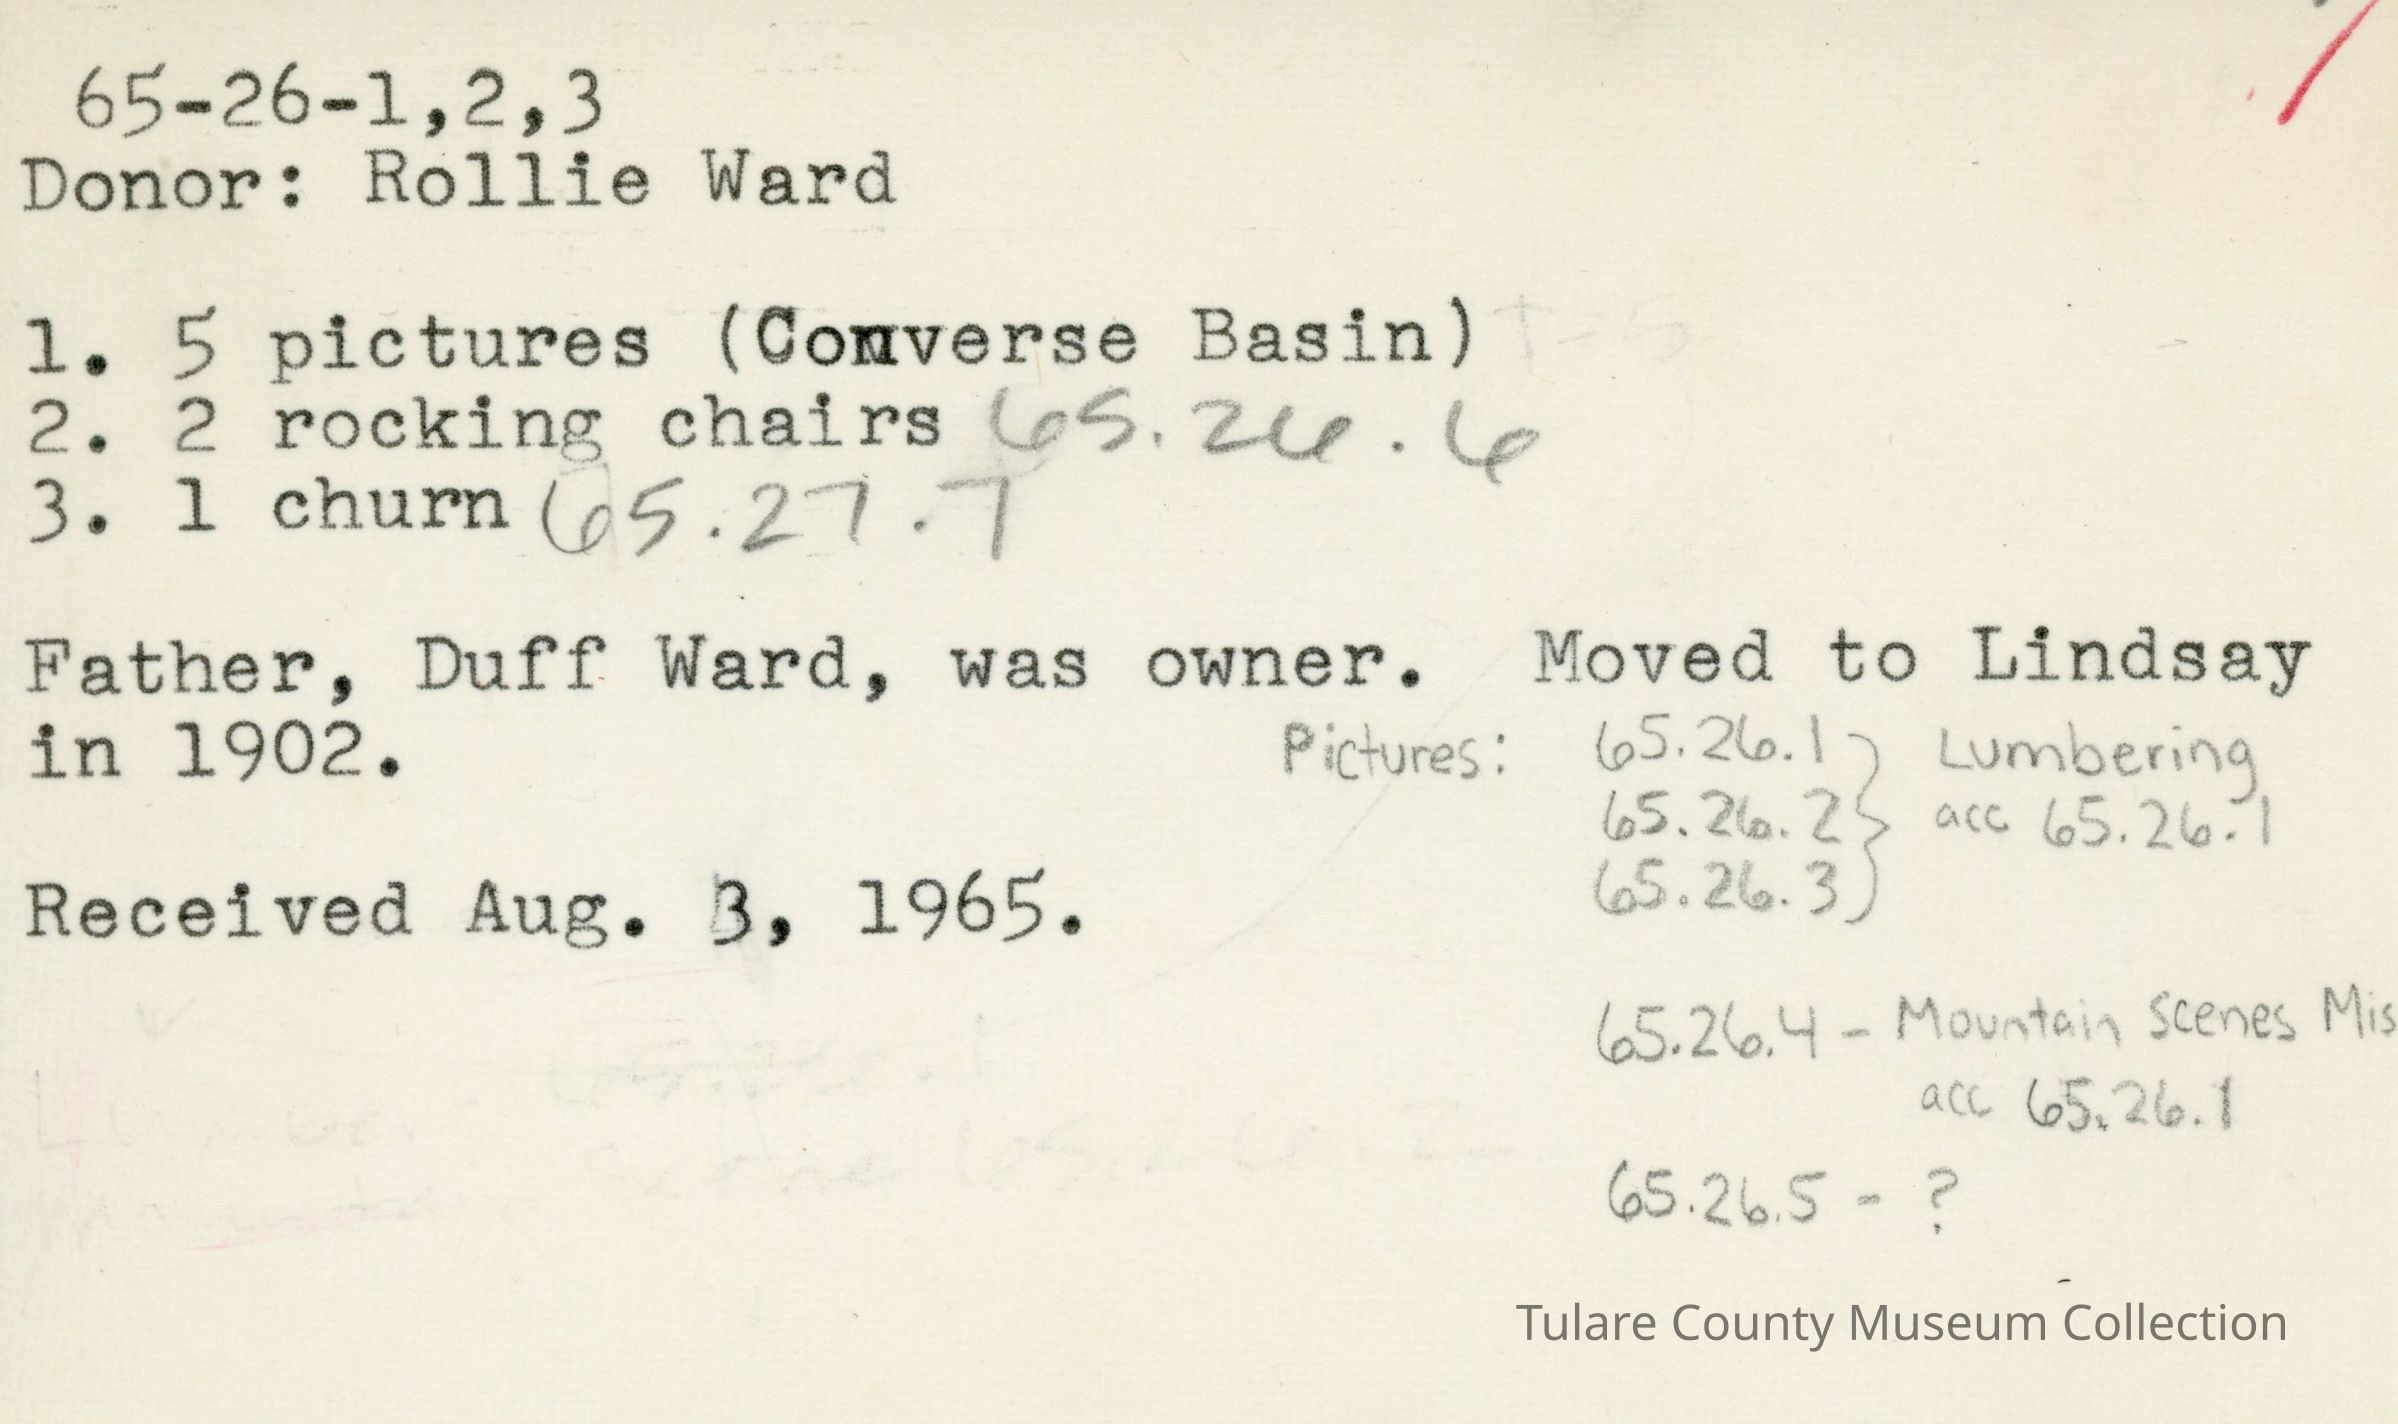 65-26-1,2,3
Donor: Rollie Ward
1. 5 pictures (Converse Basin)
2. 2 rocking chairs 65.26.6
3. 1 churn 65.27.7
Father, Duff Ward, was owner. Moved to Lindsay
in 1902.
Pictures: 65.26.1 Lumbering
65.26.2 acc 65.26.1
65.26.3
Received Aug. 3, 1965.
65.26.4 - Mountain Scenes Mis
acc 65.26.1
65.26.5 - ?
Tulare County Museum Collection